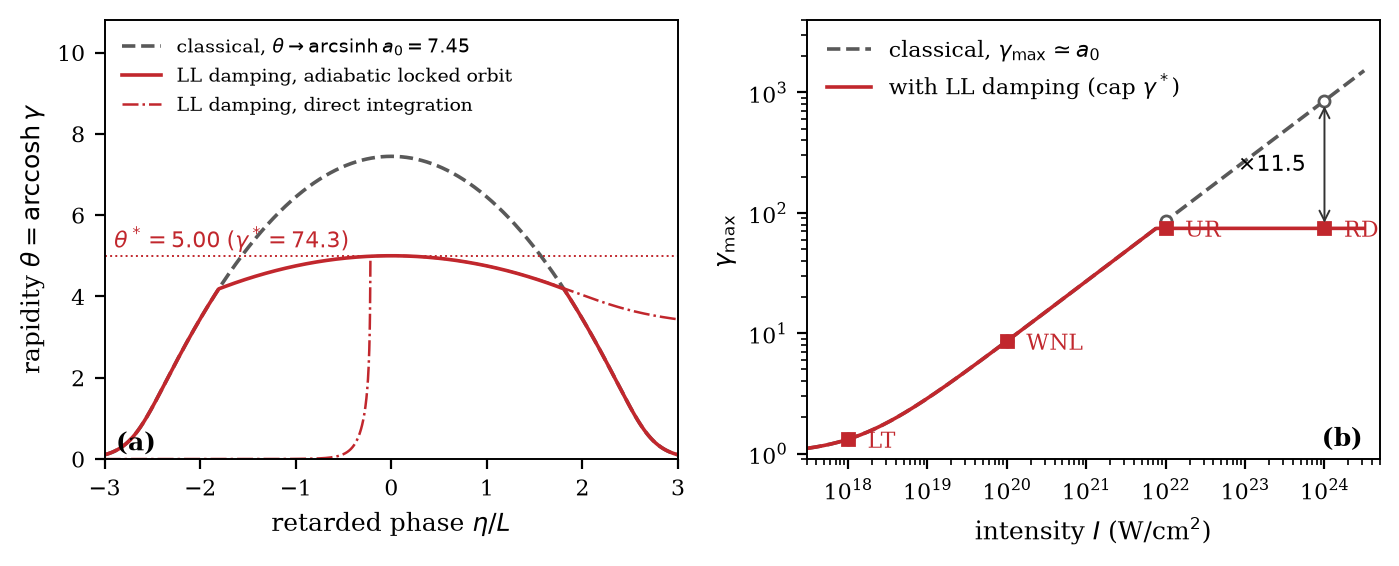 classical, θ → arcsinh a₀ = 7.45
LL damping, adiabatic locked orbit
LL damping, direct integration
θ* = 5.00 (γ* = 74.3)
(a)
10
8
6
4
2
0
−3 −2 −1 0 1 2 3
rapidity θ = arccosh γ
retarded phase η/L
classical, γₘₐₓ ≃ a₀
with LL damping (cap γ*)
×11.5
UR
RD
WNL
LT
(b)
10³
10²
10¹
10⁰
10¹⁸ 10¹⁹ 10²⁰ 10²¹ 10²² 10²³ 10²⁴
γₘₐₓ
intensity I (W/cm²)